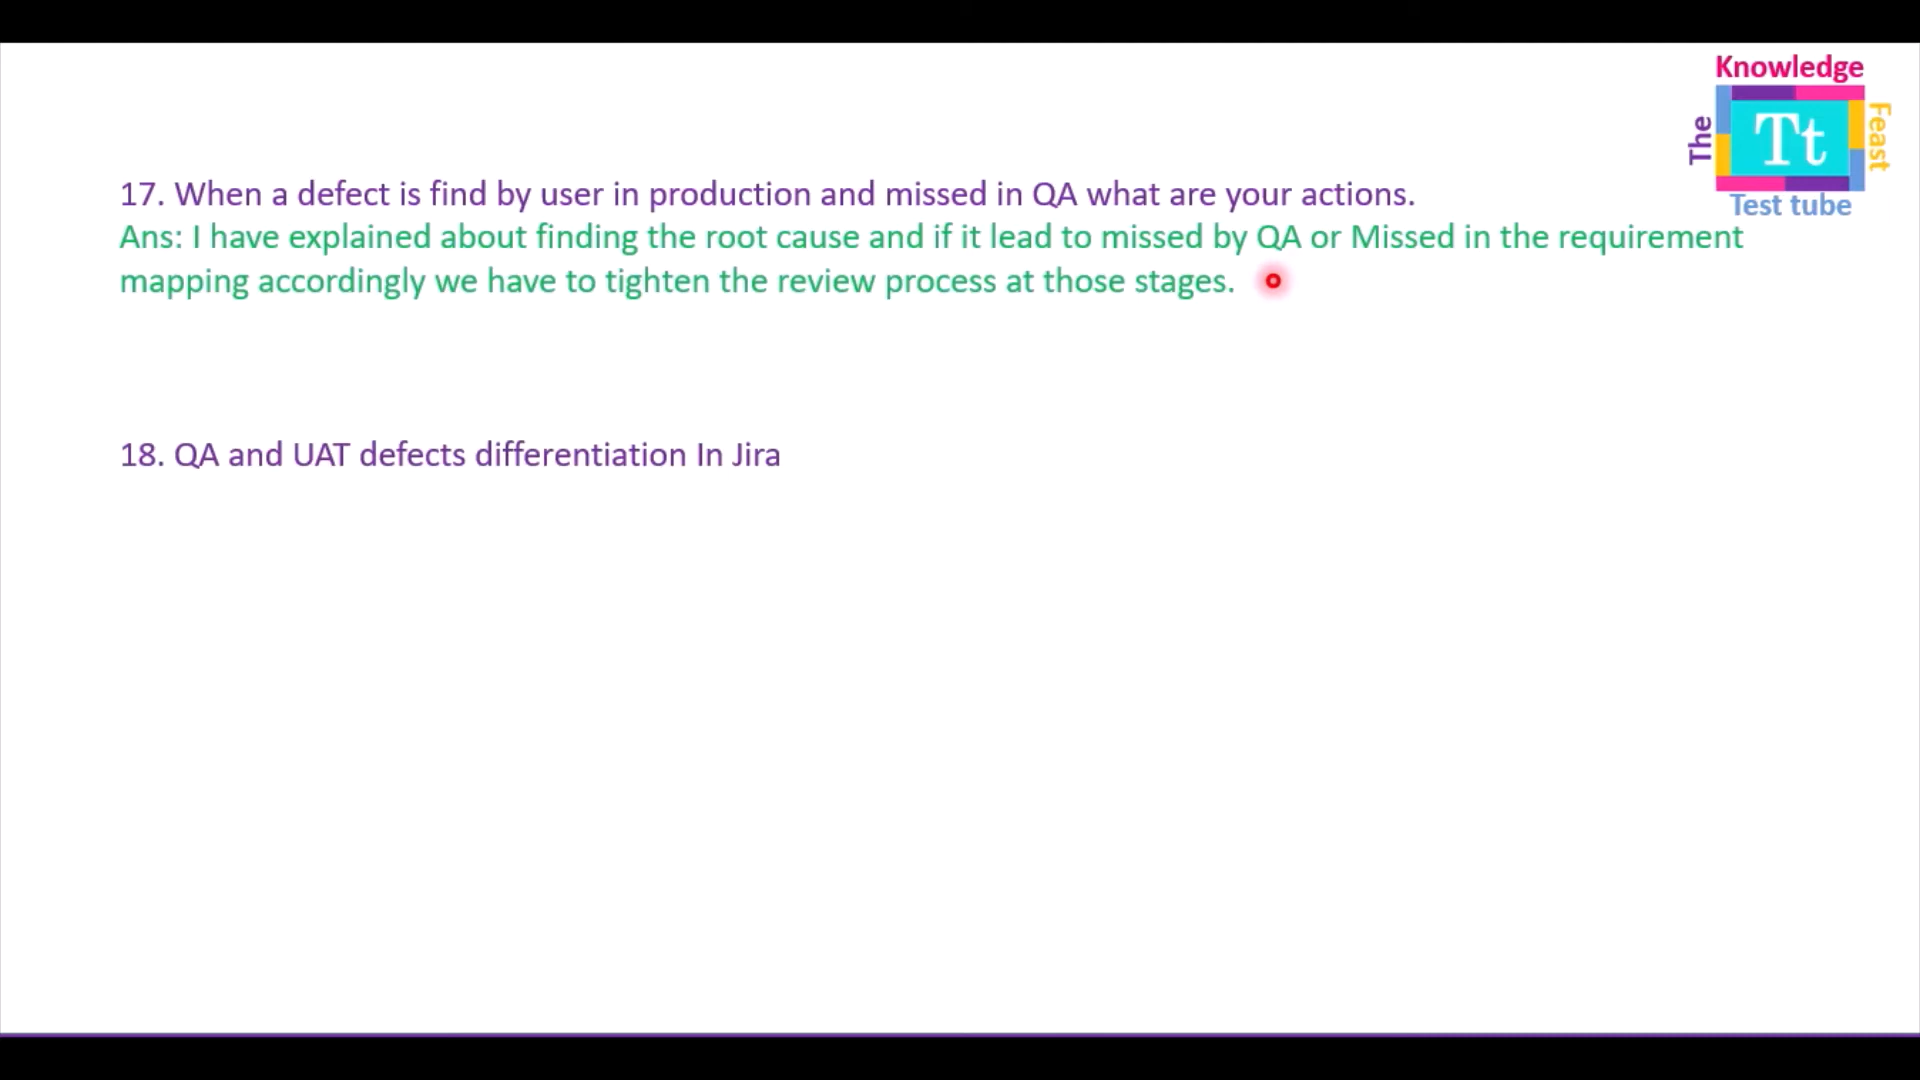 Knowledge
The
Tt
Feast
Test tube
17. When a defect is find by user in production and missed in QA what are your actions.
Ans: I have explained about finding the root cause and if it lead to missed by QA or Missed in the requirement
mapping accordingly we have to tighten the review process at those stages.
18. QA and UAT defects differentiation In Jira